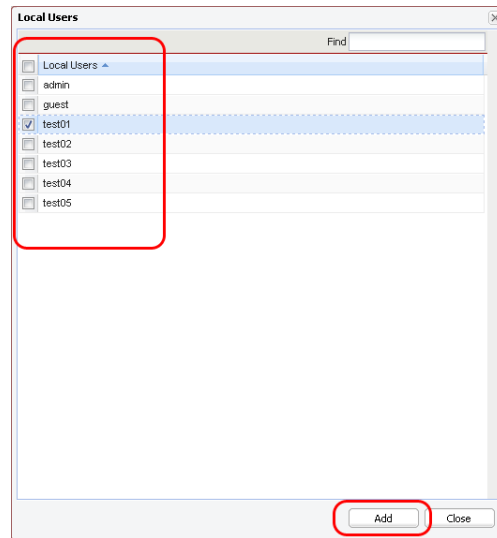 Local Users
Find
Local Users
admin
guest
test01
test02
test03
test04
test05
Add Close